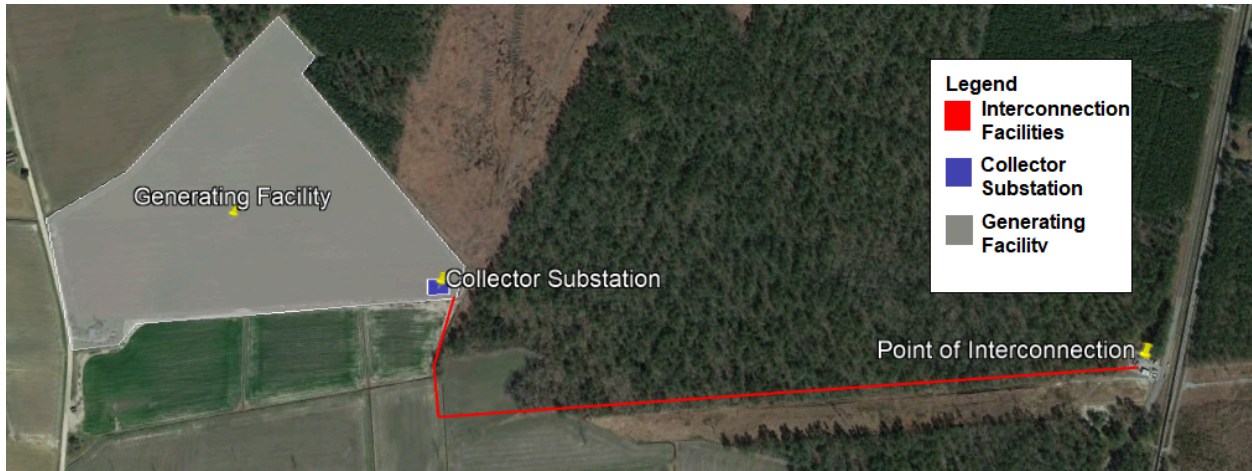 Legend
Interconnection
Facilities
Collector
Substation
Generating
Facility
Generating Facility
Collector Substation
Point of Interconnection